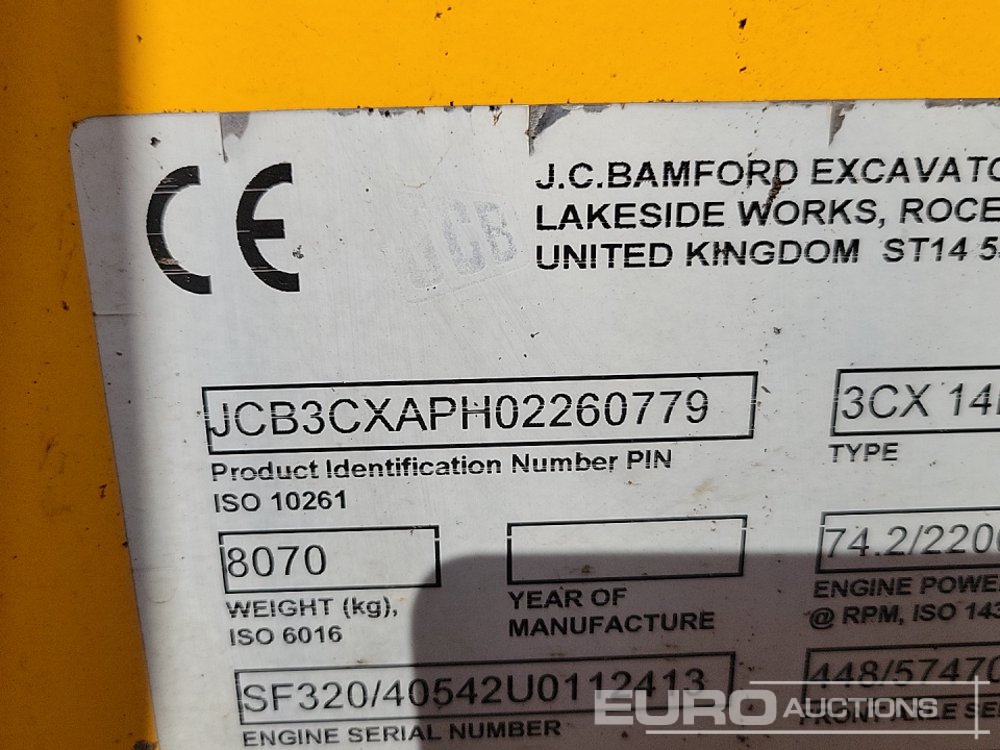 CE
JCB
J.C.BAMFORD EXCAVATO
LAKESIDE WORKS, ROCE
UNITED KINGDOM ST14 5
JCB3CXAPH02260779
3CX 14
Product Identification Number PIN
TYPE
ISO 10261
8070
74.2/220
WEIGHT (kg),
YEAR OF
ENGINE POWE
ISO 6016
MANUFACTURE
@ RPM, ISO 143
SF320/40542U0112413
448/57470
ENGINE SERIAL NUMBER
EURO AUCTIONS